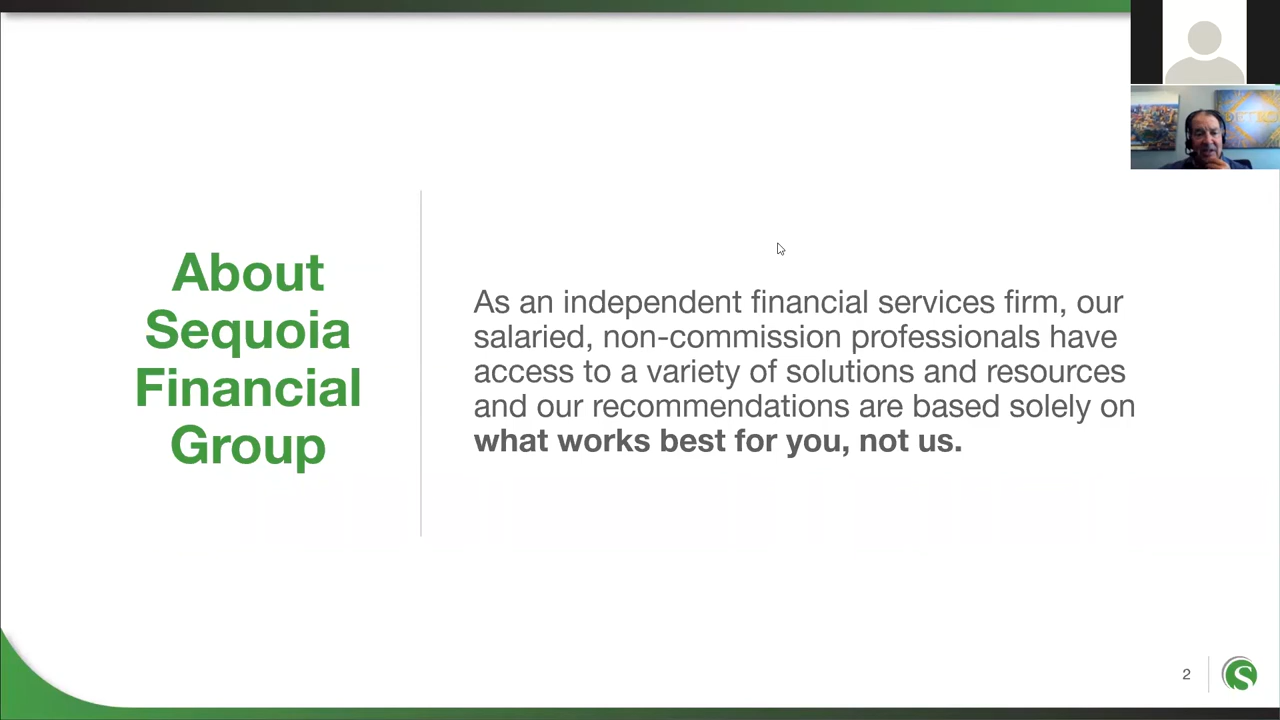 About
Sequoia
Financial
Group
As an independent financial services firm, our
salaried, non-commission professionals have
access to a variety of solutions and resources
and our recommendations are based solely on
what works best for you, not us.
2
S